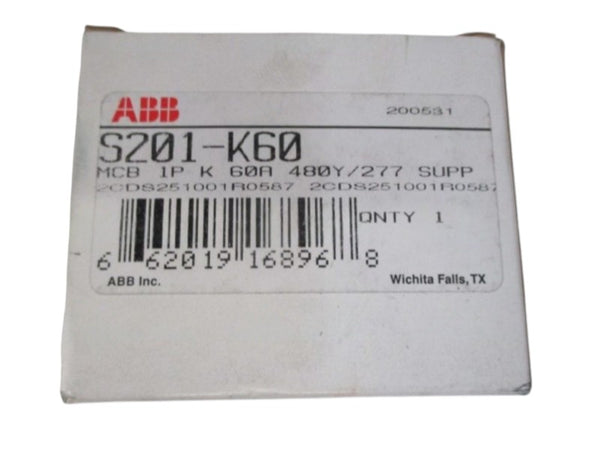 ABB 200531
S201-K60
MCB 1P K 60A 480Y/277 SUPP
2CDS251001R0587 2CDS251001R0587
QNTY 1
6 62019 16896 8
ABB Inc. Wichita Falls, TX